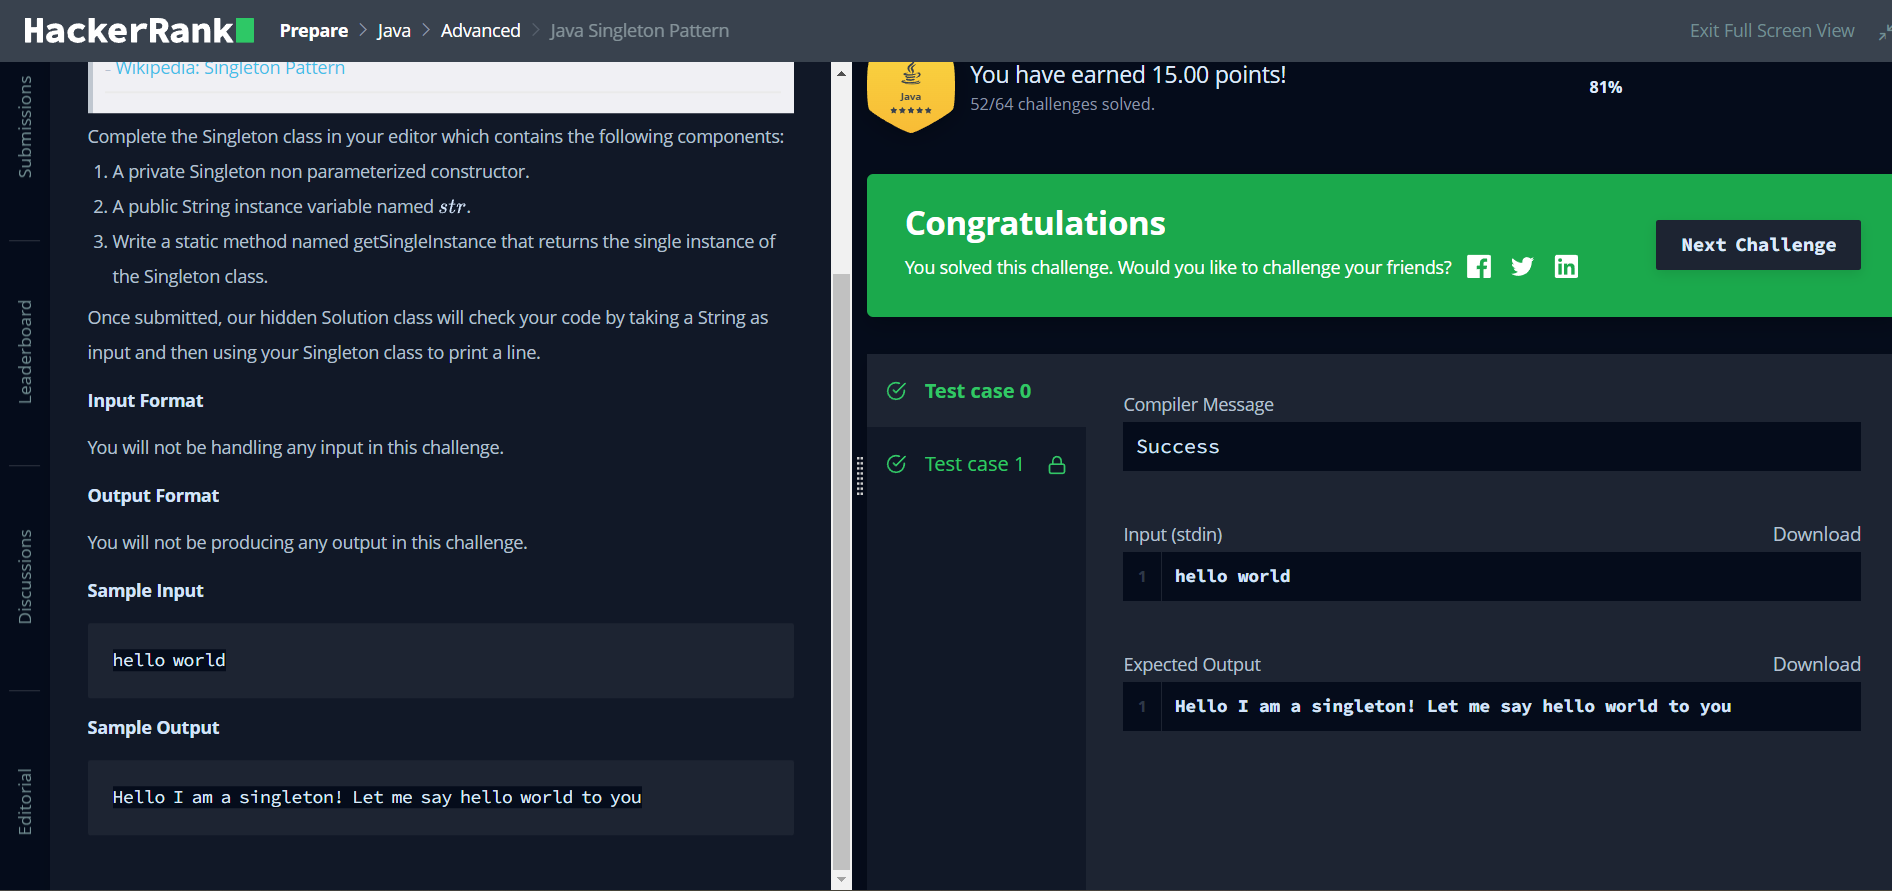 HackerRank
Prepare > Java > Advanced > Java Singleton Pattern
Exit Full Screen View
Submissions
Leaderboard
Discussions
Editorial
- Wikipedia: Singleton Pattern
Complete the Singleton class in your editor which contains the following components:
1. A private Singleton non parameterized constructor.
2. A public String instance variable named str.
3. Write a static method named getSingleInstance that returns the single instance of
the Singleton class.
Once submitted, our hidden Solution class will check your code by taking a String as
input and then using your Singleton class to print a line.
Input Format
You will not be handling any input in this challenge.
Output Format
You will not be producing any output in this challenge.
Sample Input
hello world
Sample Output
Hello I am a singleton! Let me say hello world to you
Java
You have earned 15.00 points!
52/64 challenges solved.
81%
Congratulations
You solved this challenge. Would you like to challenge your friends?
Next Challenge
Test case 0
Test case 1
Compiler Message
Success
Input (stdin)
Download
1 hello world
Expected Output
Download
1 Hello I am a singleton! Let me say hello world to you